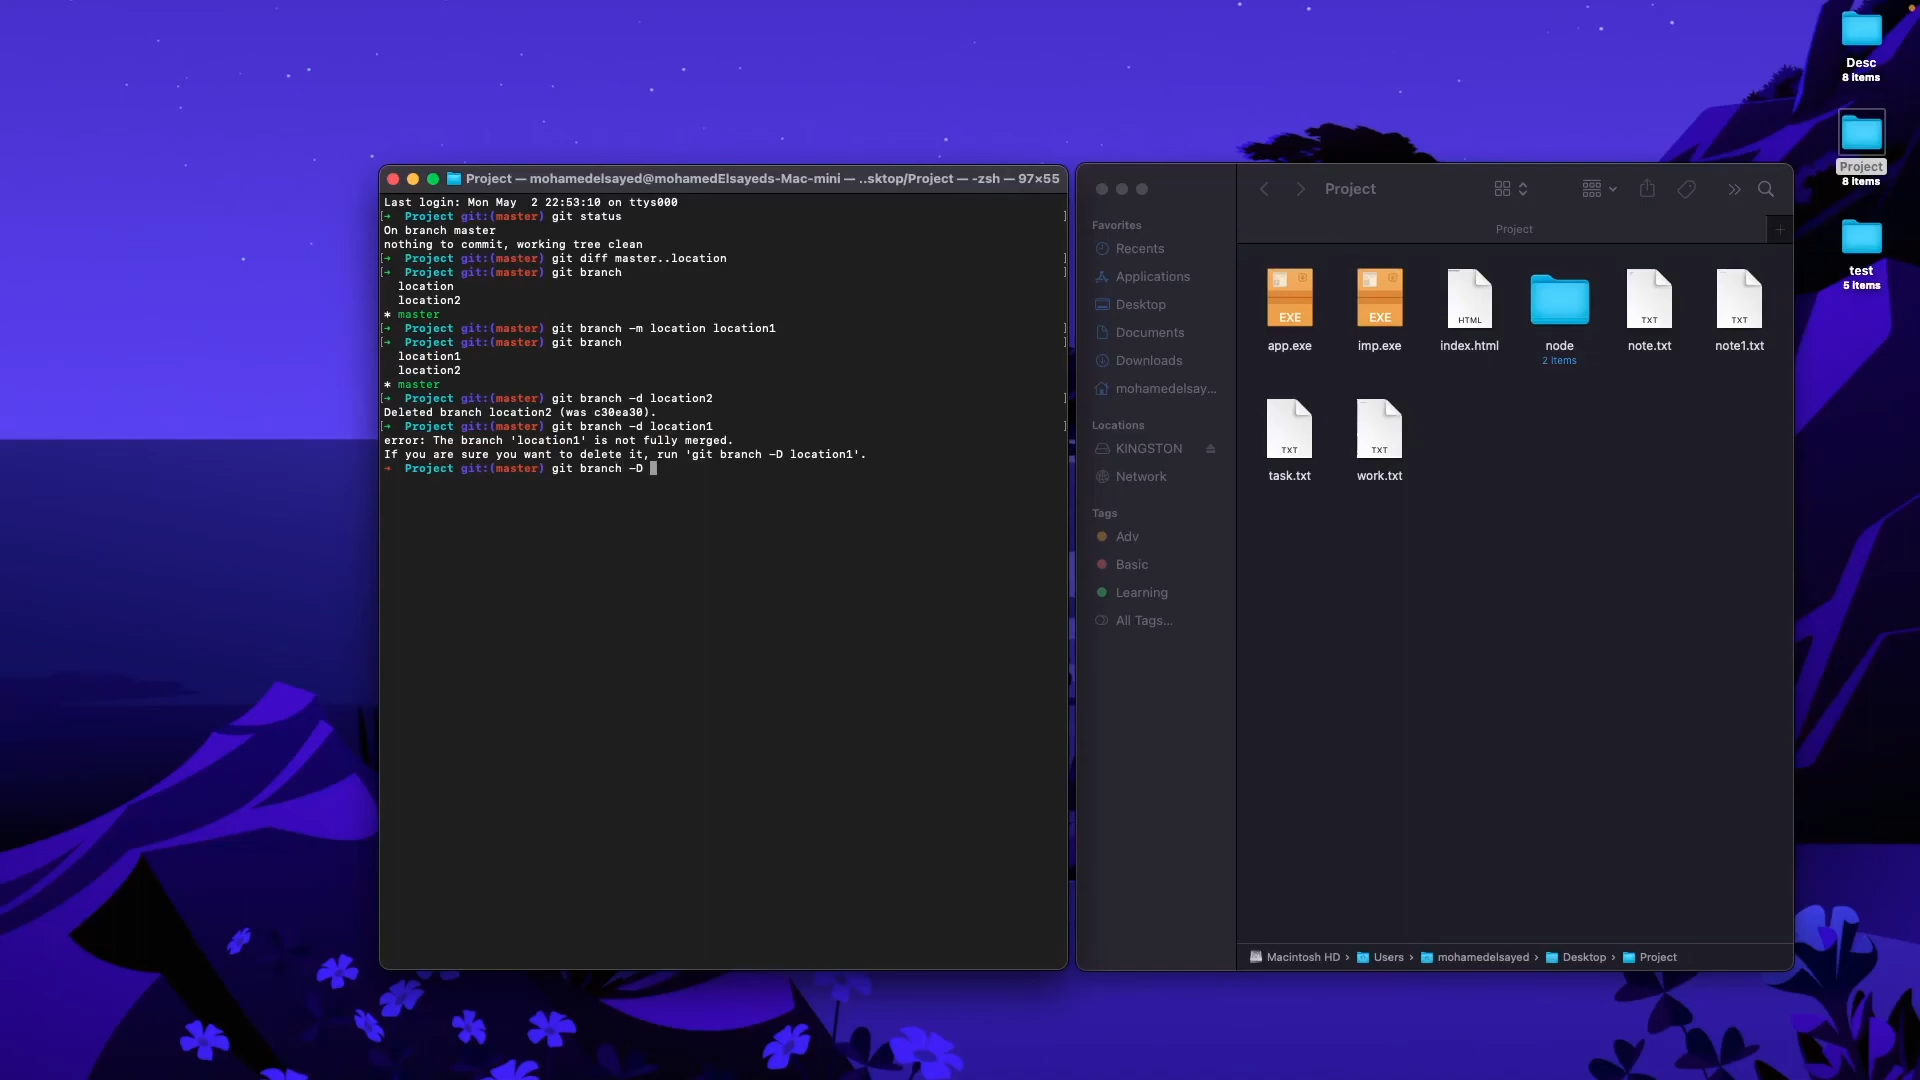 Project — mohamedelsayed@mohamedElsayeds-Mac-mini — ..sktop/Project — -zsh — 97×55
Last login: Mon May  2 22:53:10 on ttys000
[➜  Project git:(master) git status ]
On branch master
nothing to commit, working tree clean
[➜  Project git:(master) git diff master..location ]
[➜  Project git:(master) git branch ]
  location
  location2
* master
[➜  Project git:(master) git branch -m location location1 ]
[➜  Project git:(master) git branch ]
  location1
  location2
* master
[➜  Project git:(master) git branch -d location2 ]
Deleted branch location2 (was c30ea30).
[➜  Project git:(master) git branch -d location1 ]
error: The branch 'location1' is not fully merged.
If you are sure you want to delete it, run 'git branch -D location1'.
➜  Project git:(master) git branch -D
Project
Project
Favorites
Recents
Applications
Desktop
Documents
Downloads
mohamedelsay...
Locations
KINGSTON
Network
Tags
Adv
Basic
Learning
All Tags...
EXE
EXE
HTML
TXT
TXT
app.exe
imp.exe
index.html
node
note.txt
note1.txt
2 items
TXT
TXT
task.txt
work.txt
Macintosh HD › Users › mohamedelsayed › Desktop › Project
Desc
8 items
Project
8 items
test
5 items